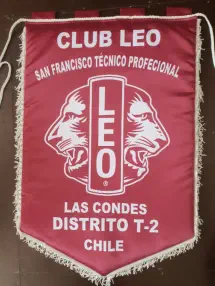 CLUB LEO
SAN FRANCISCO TÉCNICO PROFECIONAL
LEO
®
LAS CONDES
DISTRITO T-2
CHILE